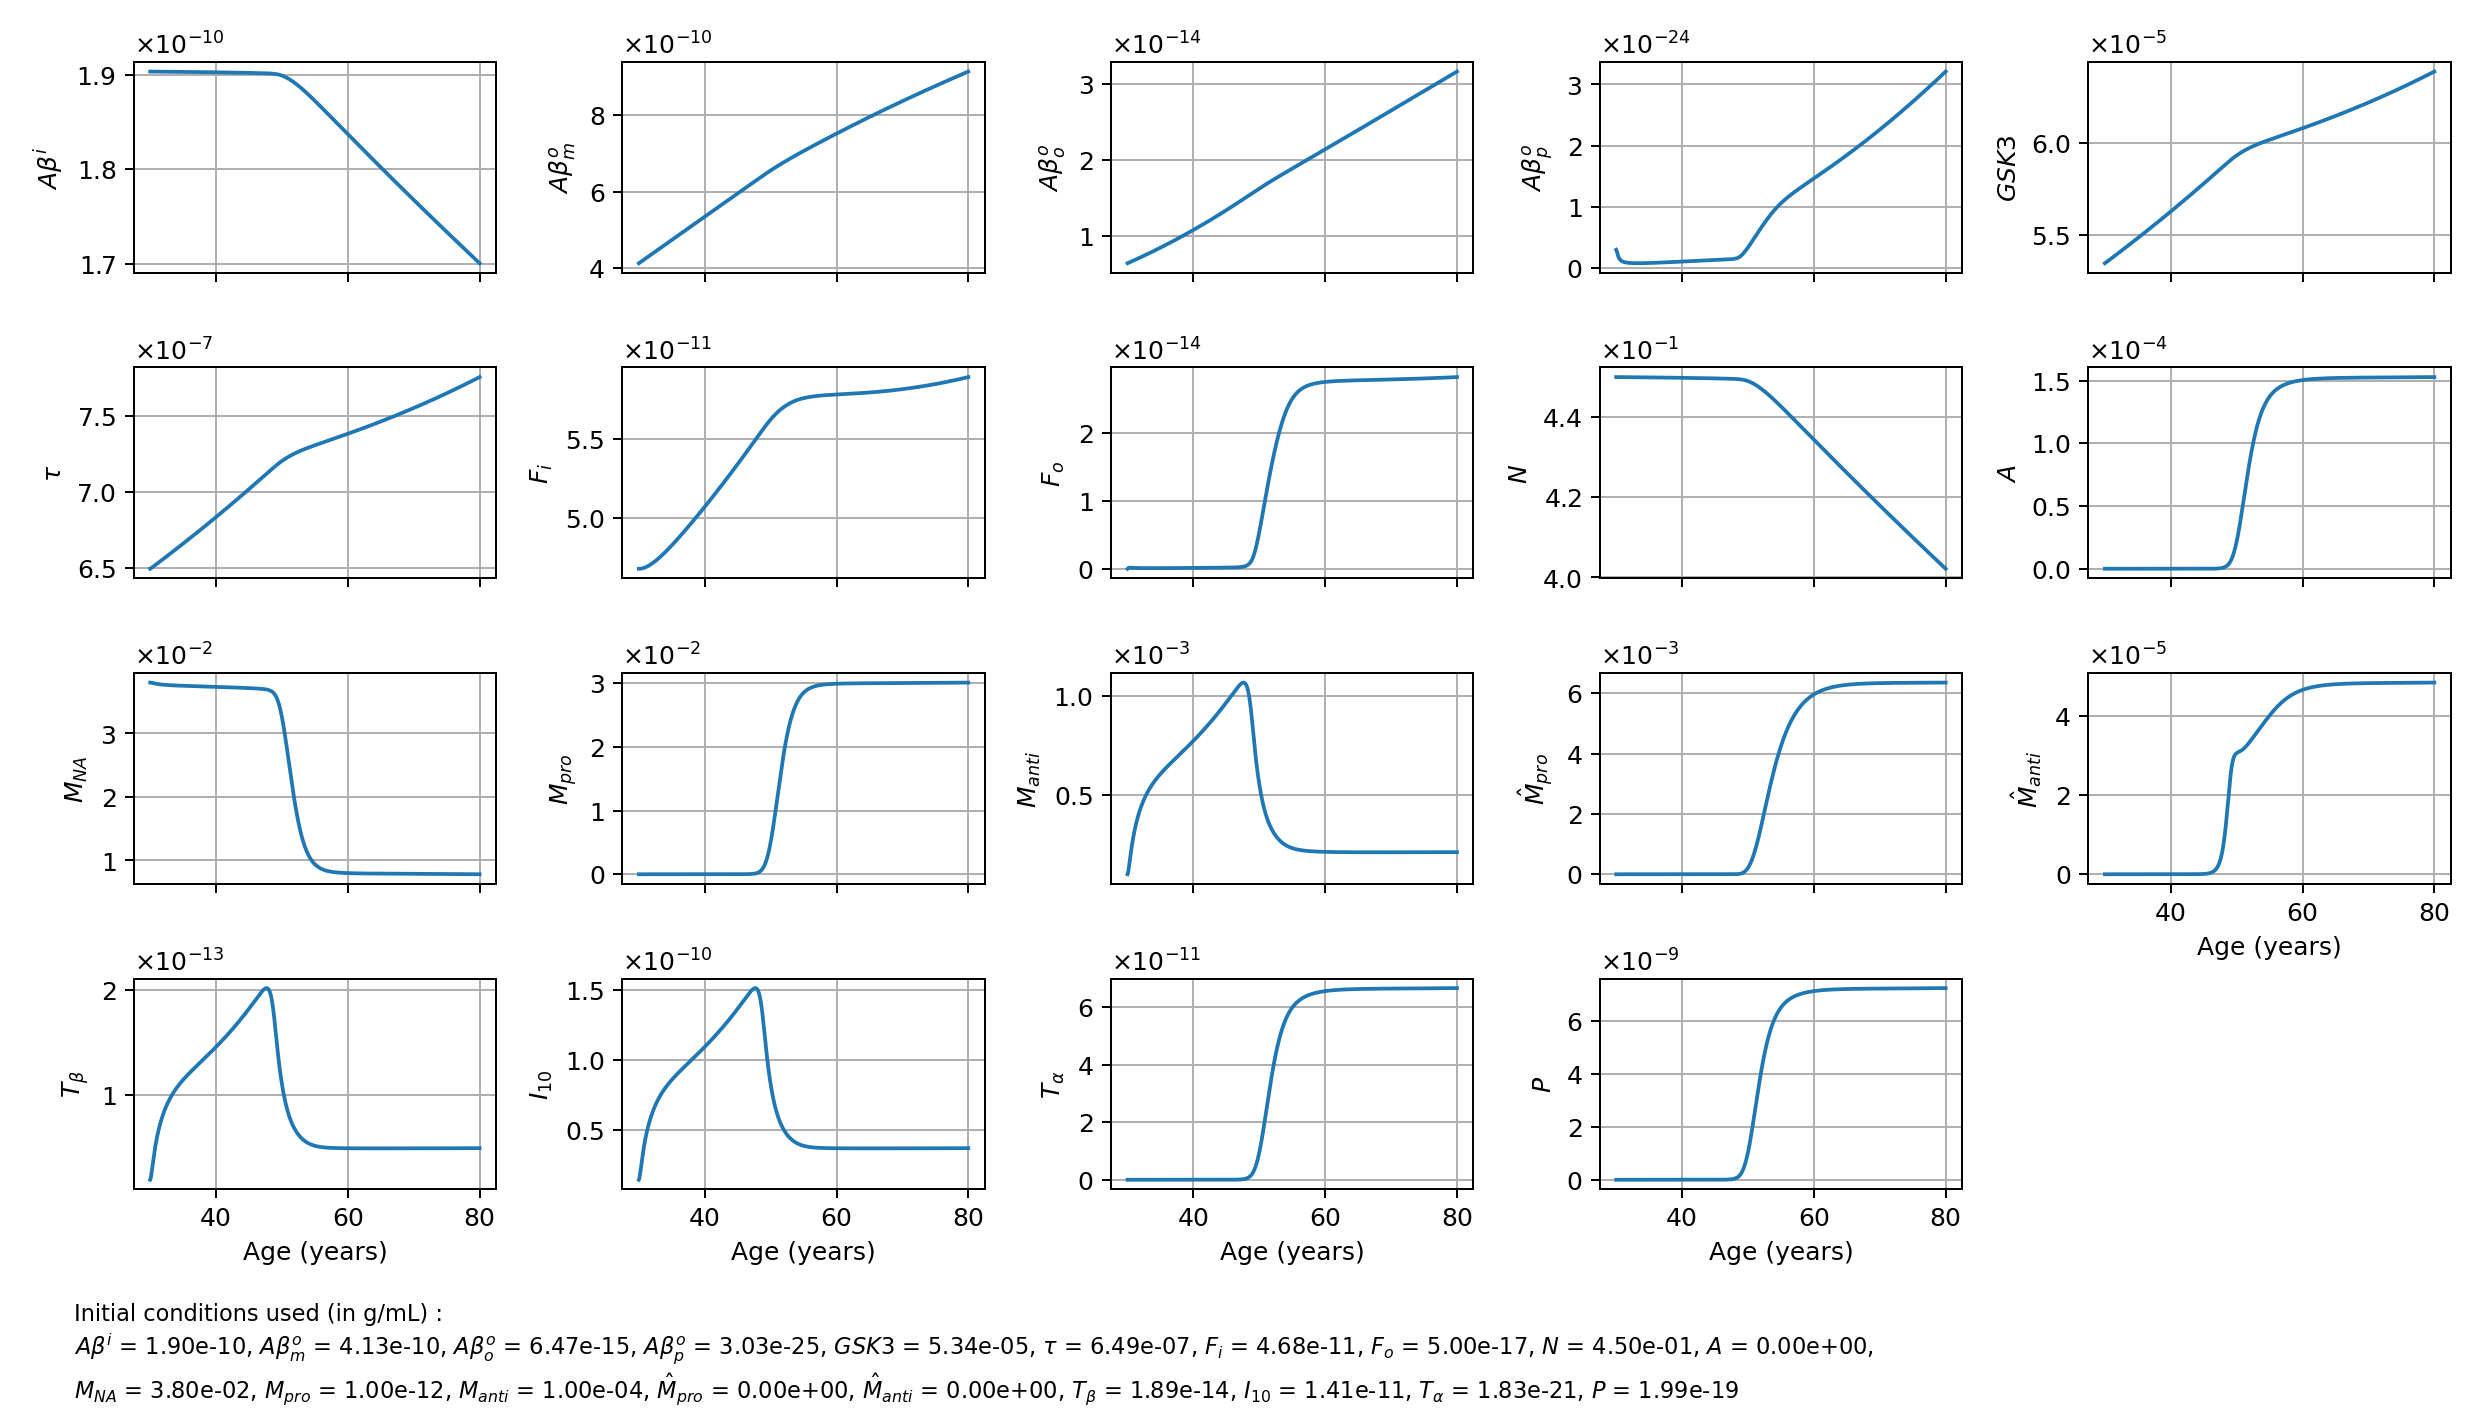 ×10⁻¹⁰ ×10⁻¹⁰ ×10⁻¹⁴ ×10⁻²⁴ ×10⁻⁵
Aβⁱ 1.9 1.8 1.7
Aβₘᵒ 8 6 4
Aβₒᵒ 3 2 1
Aβₚᵒ 3 2 1 0
GSK3 6.0 5.5
×10⁻⁷ ×10⁻¹¹ ×10⁻¹⁴ ×10⁻¹ ×10⁻⁴
τ 7.5 7.0 6.5
Fᵢ 5.5 5.0
Fₒ 2 1 0
N 4.4 4.2 4.0
A 1.5 1.0 0.5 0.0
×10⁻² ×10⁻² ×10⁻³ ×10⁻³ ×10⁻⁵
M_NA 3 2 1
M_pro 3 2 1 0
M_anti 1.0 0.5
M̂_pro 6 4 2 0
M̂_anti 4 2 0
40 60 80
Age (years)
×10⁻¹³ ×10⁻¹⁰ ×10⁻¹¹ ×10⁻⁹
T_β 2 1
I₁₀ 1.5 1.0 0.5
T_α 6 4 2 0
P 6 4 2 0
40 60 80 40 60 80 40 60 80 40 60 80
Age (years) Age (years) Age (years) Age (years)
Initial conditions used (in g/mL) :
Aβⁱ = 1.90e-10, Aβₘᵒ = 4.13e-10, Aβₒᵒ = 6.47e-15, Aβₚᵒ = 3.03e-25, GSK3 = 5.34e-05, τ = 6.49e-07, Fᵢ = 4.68e-11, Fₒ = 5.00e-17, N = 4.50e-01, A = 0.00e+00,
M_NA = 3.80e-02, M_pro = 1.00e-12, M_anti = 1.00e-04, M̂_pro = 0.00e+00, M̂_anti = 0.00e+00, T_β = 1.89e-14, I₁₀ = 1.41e-11, T_α = 1.83e-21, P = 1.99e-19